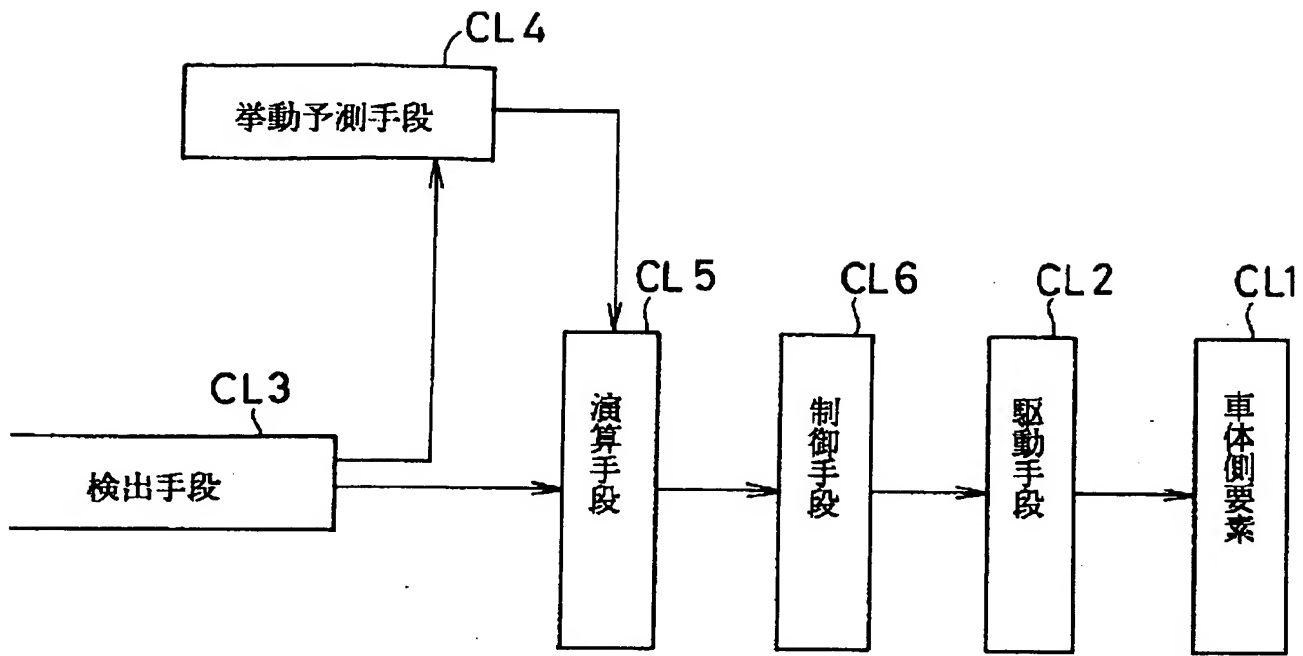 CL4
挙動予測手段
CL5
CL6
CL2
CL1
CL3
検出手段
演算手段
制御手段
駆動手段
車体側要素